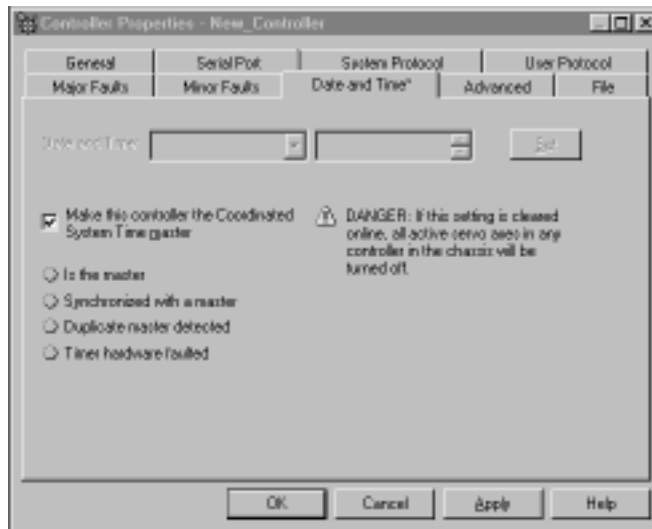 Controller Properties - New_Controller
General Serial Port System Protocol User Protocol
Major Faults Minor Faults Date and Time* Advanced File
Date and Time: Set
Make this controller the Coordinated
System Time master
DANGER: If this setting is cleared
online, all active servo axes in any
controller in the chassis will be
turned off.
Is the master
Synchronized with a master
Duplicate master detected
Timer hardware faulted
OK Cancel Apply Help